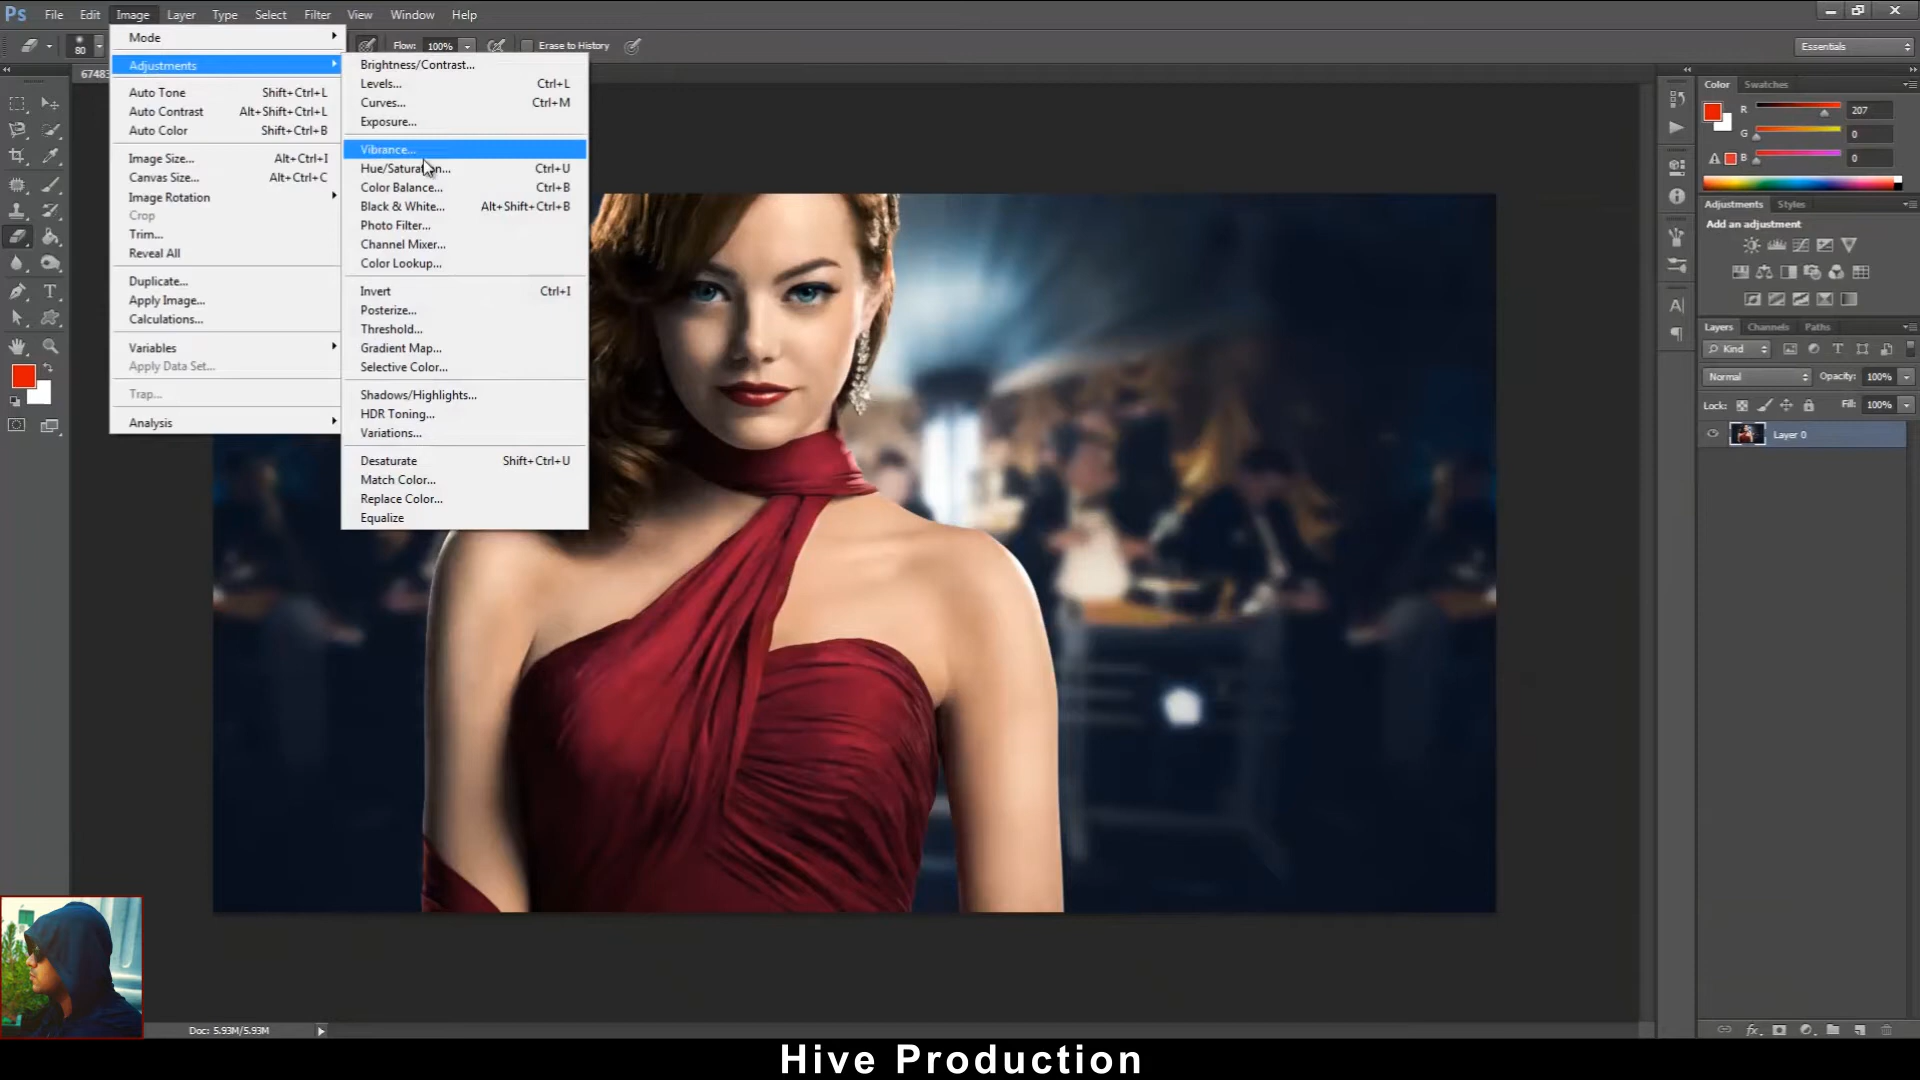 Ps File Edit Image Layer Type Select Filter View Window Help
80 Flow: 100% Erase to History Essentials
6748
Mode
Adjustments
Auto Tone Shift+Ctrl+L
Auto Contrast Alt+Shift+Ctrl+L
Auto Color Shift+Ctrl+B
Image Size... Alt+Ctrl+I
Canvas Size... Alt+Ctrl+C
Image Rotation
Crop
Trim...
Reveal All
Duplicate...
Apply Image...
Calculations...
Variables
Apply Data Set...
Trap...
Analysis
Brightness/Contrast...
Levels... Ctrl+L
Curves... Ctrl+M
Exposure...
Vibrance...
Hue/Saturation... Ctrl+U
Color Balance... Ctrl+B
Black & White... Alt+Shift+Ctrl+B
Photo Filter...
Channel Mixer...
Color Lookup...
Invert Ctrl+I
Posterize...
Threshold...
Gradient Map...
Selective Color...
Shadows/Highlights...
HDR Toning...
Variations...
Desaturate Shift+Ctrl+U
Match Color...
Replace Color...
Equalize
Color Swatches
R 207
G 0
B 0
Adjustments Styles
Add an adjustment
Layers Channels Paths
Kind
Normal Opacity: 100%
Lock: Fill: 100%
Layer 0
Doc: 5.93M/5.93M
Hive Production